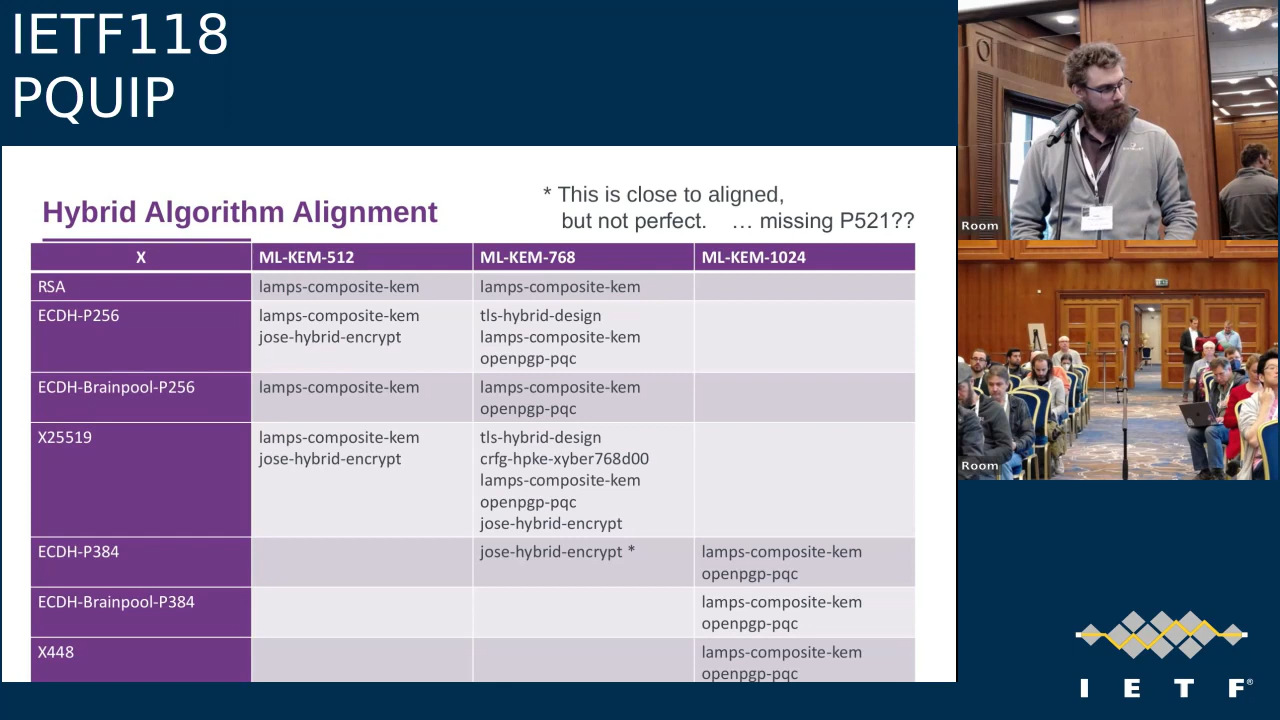 IETF118
PQUIP
Hybrid Algorithm Alignment
* This is close to aligned,
but not perfect. … missing P521??
X ML-KEM-512 ML-KEM-768 ML-KEM-1024
RSA lamps-composite-kem lamps-composite-kem
ECDH-P256 lamps-composite-kem tls-hybrid-design
jose-hybrid-encrypt lamps-composite-kem
openpgp-pqc
ECDH-Brainpool-P256 lamps-composite-kem lamps-composite-kem
openpgp-pqc
X25519 lamps-composite-kem tls-hybrid-design
jose-hybrid-encrypt crfg-hpke-xyber768d00
lamps-composite-kem
openpgp-pqc
jose-hybrid-encrypt
ECDH-P384 jose-hybrid-encrypt * lamps-composite-kem
openpgp-pqc
ECDH-Brainpool-P384 lamps-composite-kem
openpgp-pqc
X448 lamps-composite-kem
openpgp-pqc
Room
Room
I E T F®